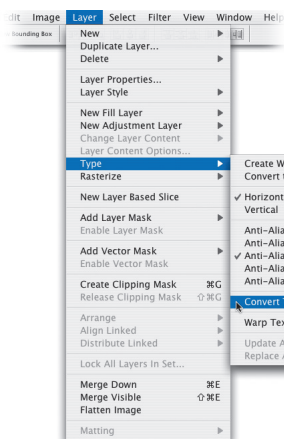 Image Layer Select Filter View Window Help
Bounding Box
New
Duplicate Layer...
Delete
Layer Properties...
Layer Style
New Fill Layer
New Adjustment Layer
Change Layer Content
Layer Content Options...
Type
Rasterize
New Layer Based Slice
Add Layer Mask
Enable Layer Mask
Add Vector Mask
Enable Vector Mask
Create Clipping Mask ⌘G
Release Clipping Mask ⇧⌘G
Arrange
Align Linked
Distribute Linked
Lock All Layers In Set...
Merge Down ⌘E
Merge Visible ⇧⌘E
Flatten Image
Matting
Create
Convert
✓ Horizont
Vertical
Anti-Alia
Anti-Alia
✓ Anti-Alia
Anti-Alia
Anti-Alia
Convert
Warp Tex
Update
Replace